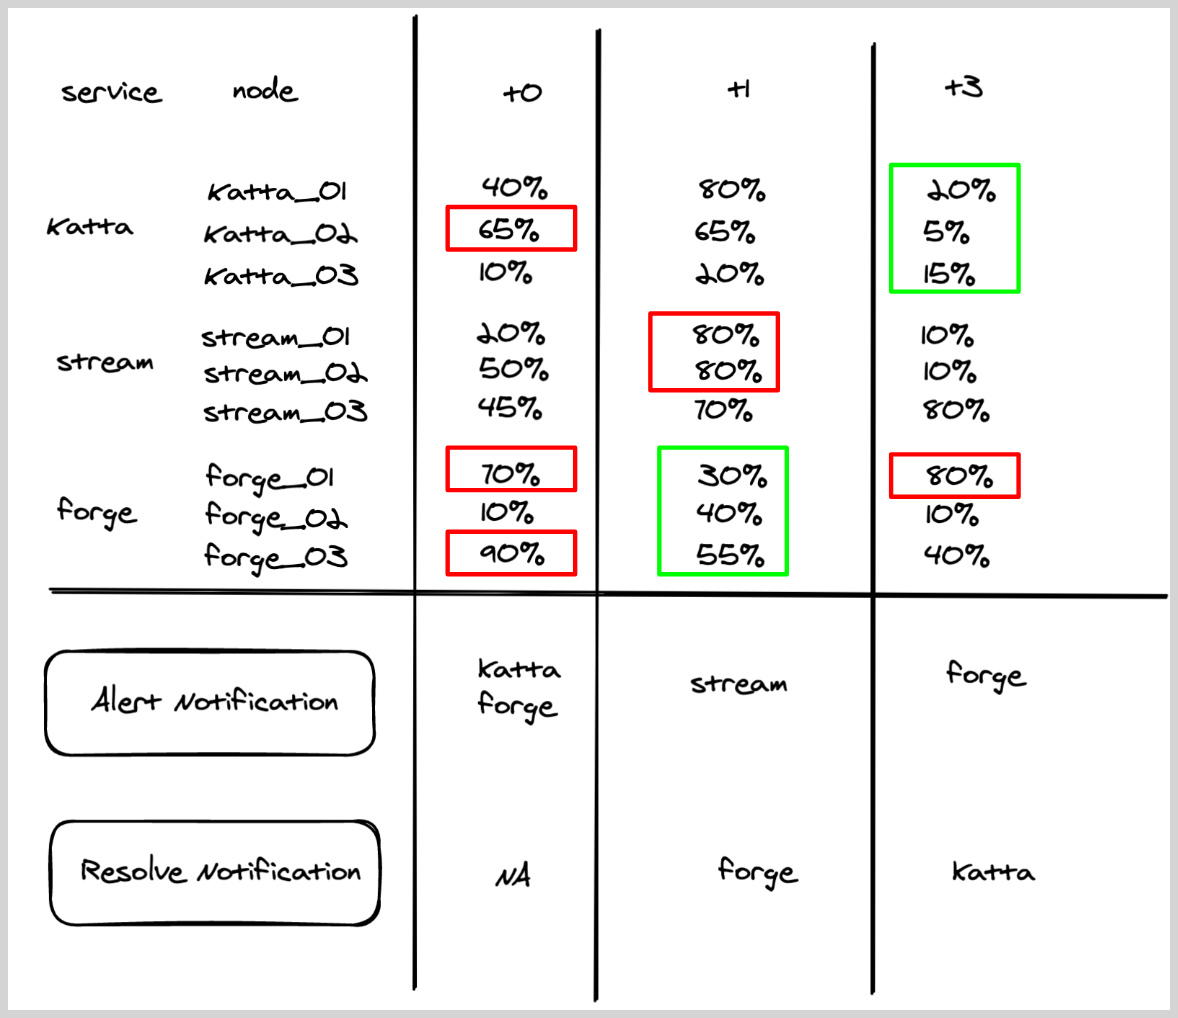 service node +0 +1 +3
katta_01 40% 80% 20%
katta katta_02 65% 65% 5%
katta_03 10% 20% 15%
stream_01 20% 80% 10%
stream stream_02 50% 80% 10%
stream_03 45% 70% 80%
forge_01 70% 30% 80%
forge forge_02 10% 40% 10%
forge_03 90% 55% 40%
Alert Notification katta forge stream forge
Resolve Notification NA forge katta